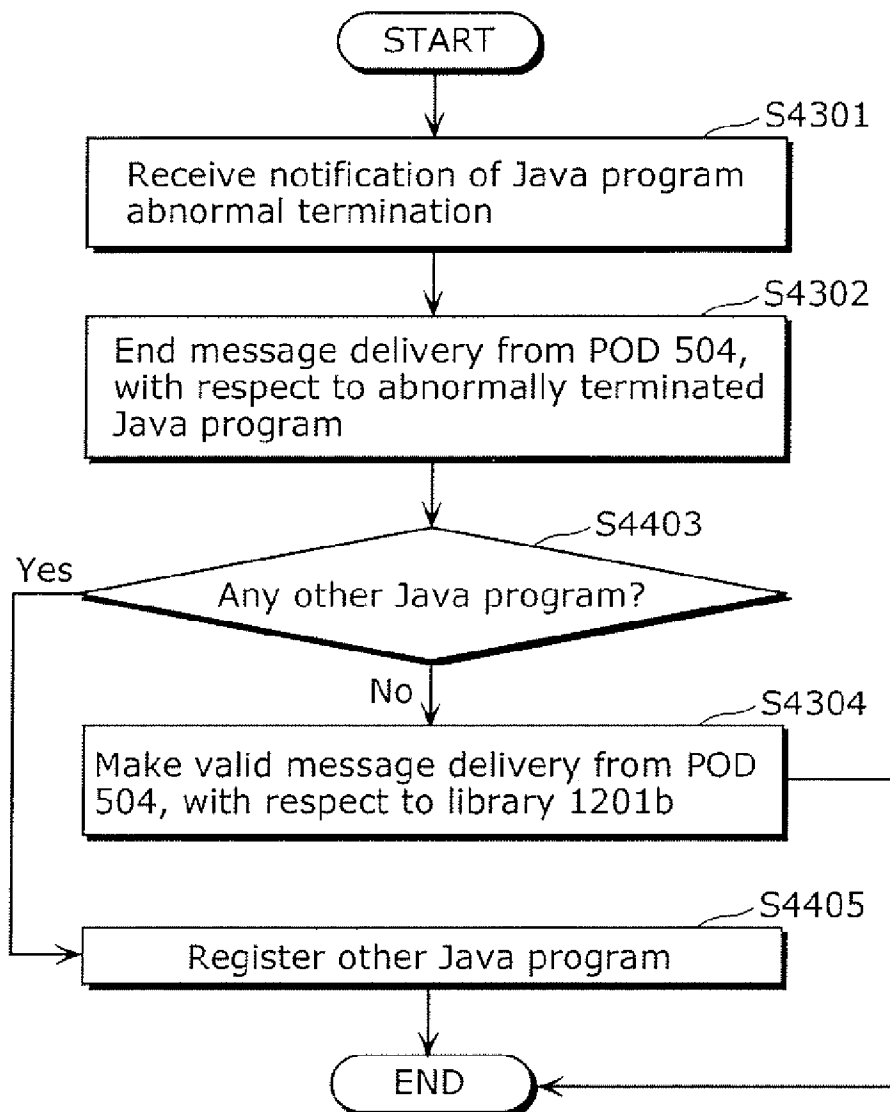 START
S4301
Receive notification of Java program
abnormal termination
S4302
End message delivery from POD 504,
with respect to abnormally terminated
Java program
S4403
Yes
Any other Java program?
No
S4304
Make valid message delivery from POD
504, with respect to library 1201b
S4405
Register other Java program
END